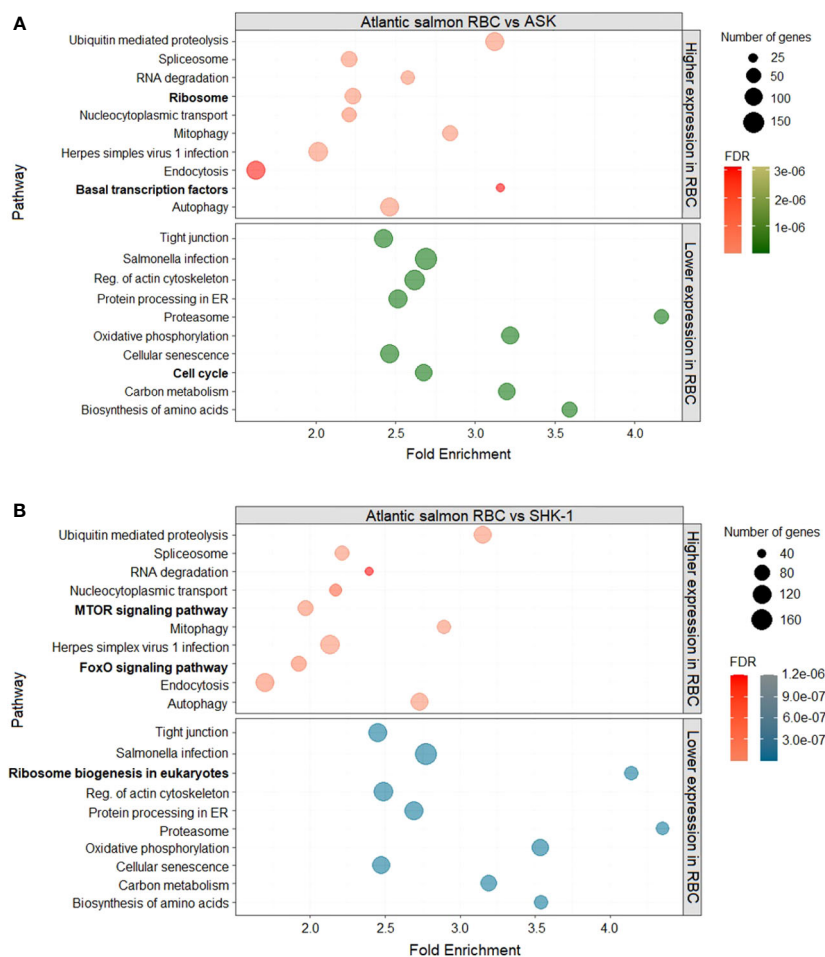 A
Atlantic salmon RBC vs ASK
Pathway
Ubiquitin mediated proteolysis
Spliceosome
RNA degradation
Ribosome
Nucleocytoplasmic transport
Mitophagy
Herpes simples virus 1 infection
Endocytosis
Basal transcription factors
Autophagy
Higher expression in RBC
Tight junction
Salmonella infection
Reg. of actin cytoskeleton
Protein processing in ER
Proteasome
Oxidative phosphorylation
Cellular senescence
Cell cycle
Carbon metabolism
Biosynthesis of amino acids
Lower expression in RBC
2.0 2.5 3.0 3.5 4.0
Fold Enrichment
Number of genes
25
50
100
150
FDR
3e-06
2e-06
1e-06
B
Atlantic salmon RBC vs SHK-1
Pathway
Ubiquitin mediated proteolysis
Spliceosome
RNA degradation
Nucleocytoplasmic transport
MTOR signaling pathway
Mitophagy
Herpes simplex virus 1 infection
FoxO signaling pathway
Endocytosis
Autophagy
Higher expression in RBC
Tight junction
Salmonella infection
Ribosome biogenesis in eukaryotes
Reg. of actin cytoskeleton
Protein processing in ER
Proteasome
Oxidative phosphorylation
Cellular senescence
Carbon metabolism
Biosynthesis of amino acids
Lower expression in RBC
2.0 2.5 3.0 3.5 4.0
Fold Enrichment
Number of genes
40
80
120
160
FDR
1.2e-06
9.0e-07
6.0e-07
3.0e-07